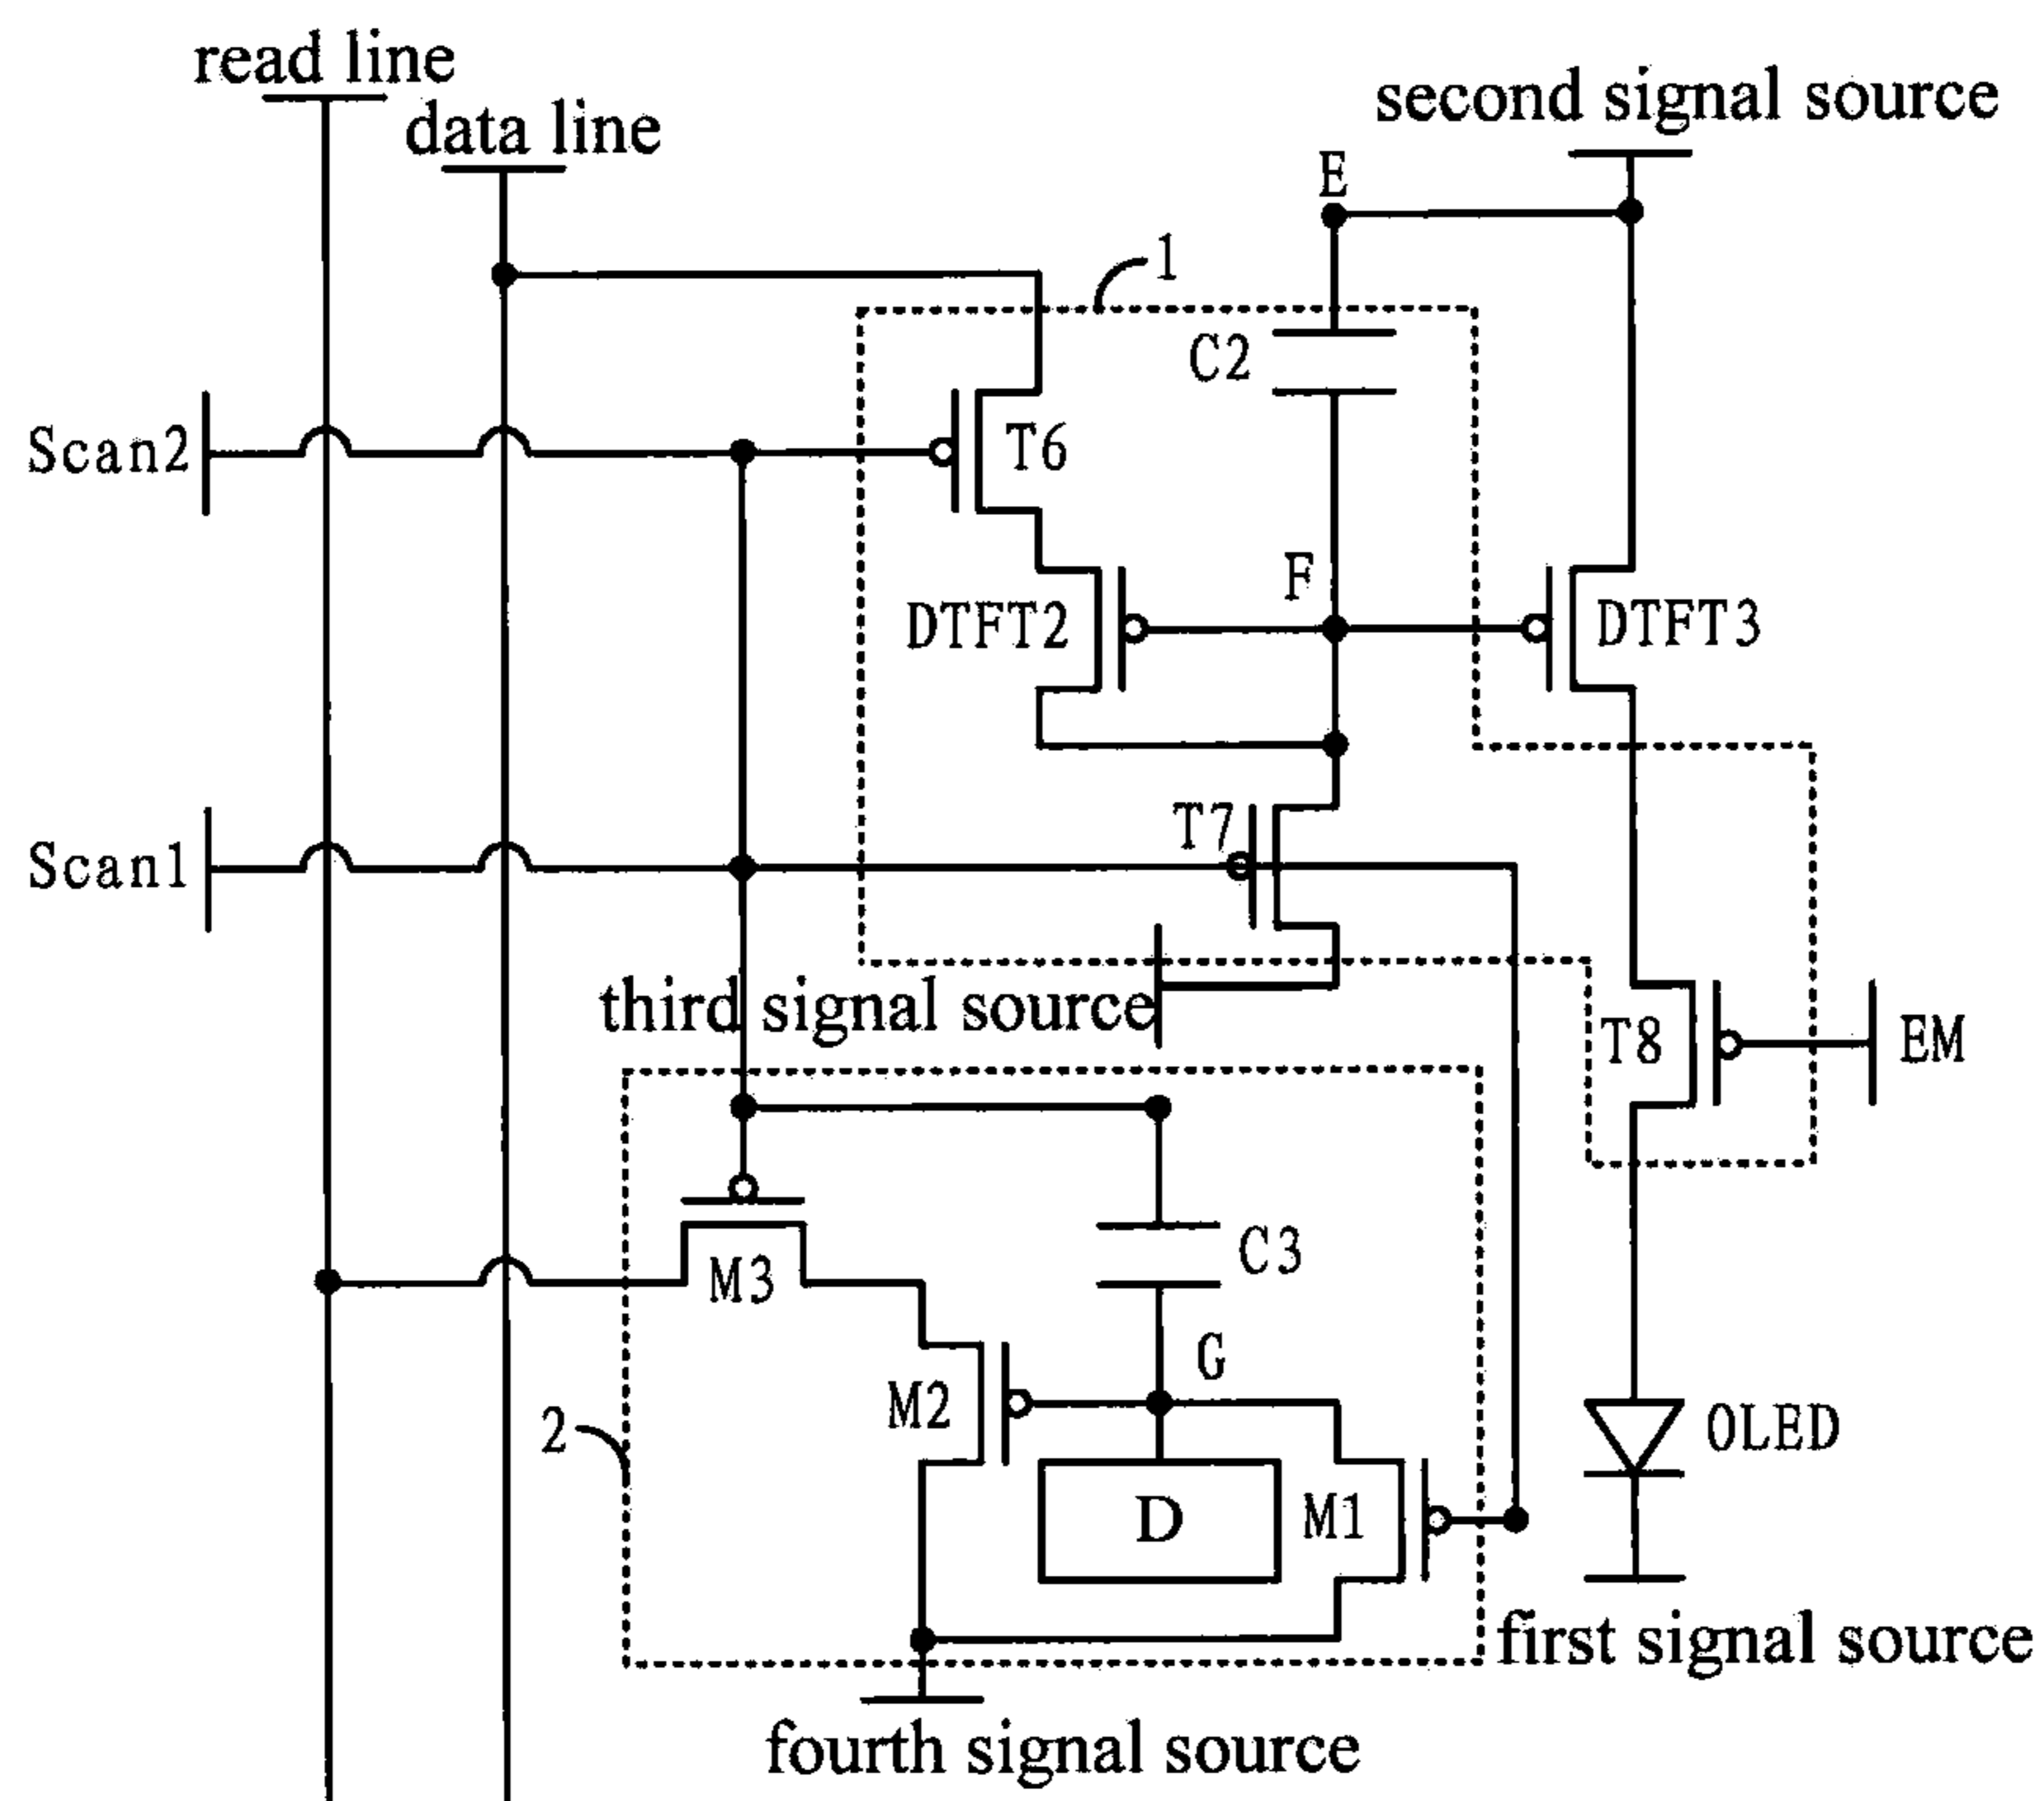 read line
data line
second signal source
E
1
C2
Scan2
T6
F
DTFT2
DTFT3
T7
Scan1
third signal source
T8
EM
C3
M3
G
M2
2
OLED
D
M1
first signal source
fourth signal source